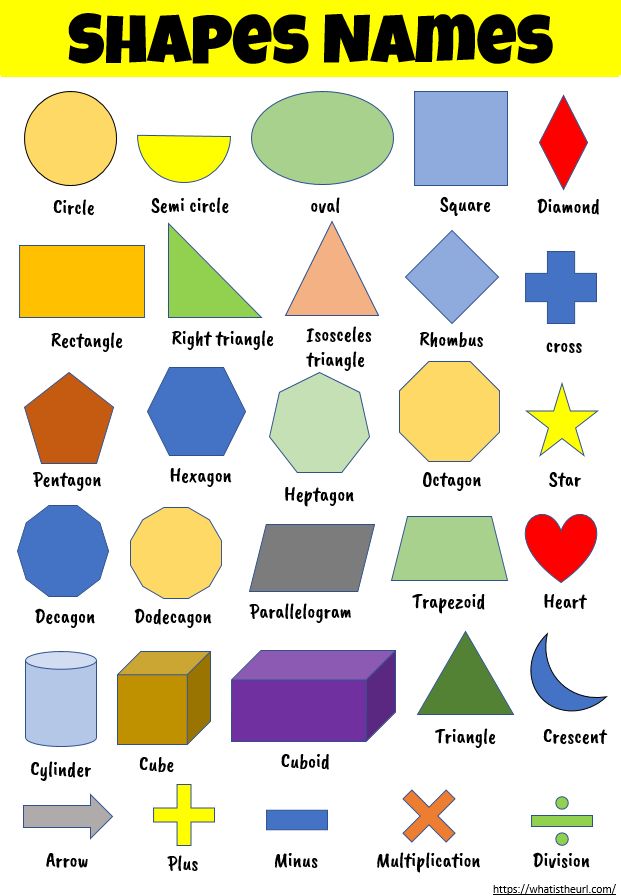 Shapes Names
Circle
Semi circle
oval
Square
Diamond
Rectangle
Right triangle
Isosceles
triangle
Rhombus
cross
Pentagon
Hexagon
Heptagon
Octagon
Star
Decagon
Dodecagon
Parallelogram
Trapezoid
Heart
Cylinder
Cube
Cuboid
Triangle
Crescent
Arrow
Plus
Minus
Multiplication
Division
https://whatistheurl.com/